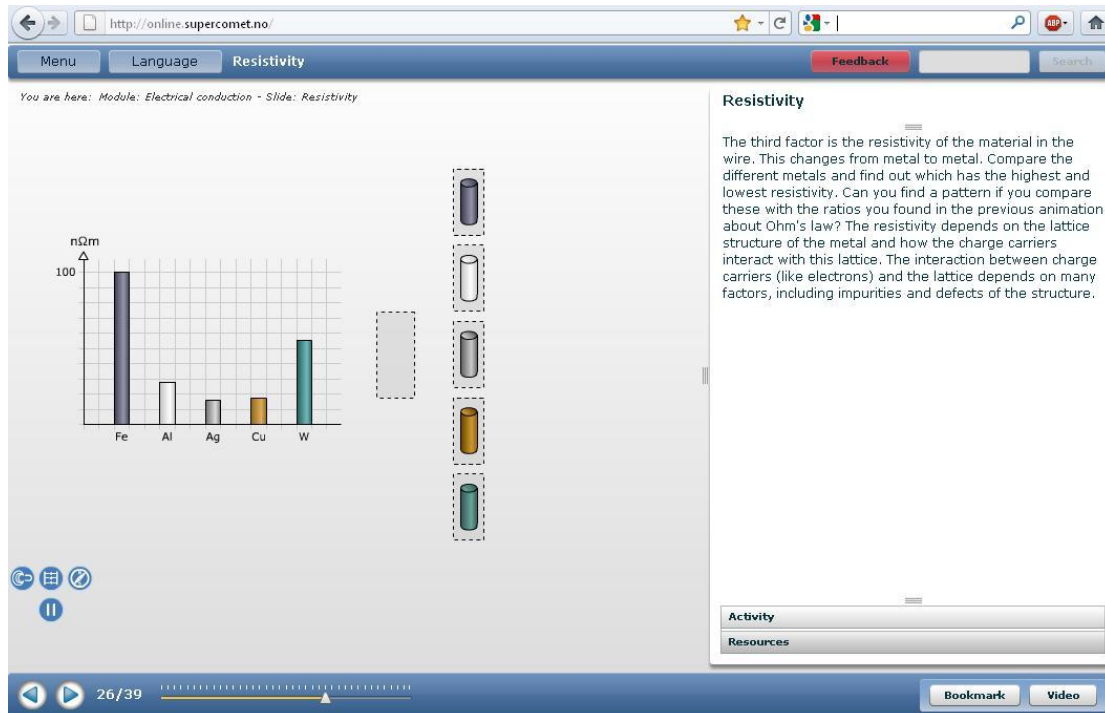 http://online.supercomet.no/
ABP
Menu
Language
Resistivity
Feedback
Search
You are here: Module: Electrical conduction - Slide: Resistivity
nΩm
100
Fe Al Ag Cu W
Resistivity
The third factor is the resistivity of the material in the
wire. This changes from metal to metal. Compare the
different metals and find out which has the highest and
lowest resistivity. Can you find a pattern if you compare
these with the ratios you found in the previous animation
about Ohm's law? The resistivity depends on the lattice
structure of the metal and how the charge carriers
interact with this lattice. The interaction between charge
carriers (like electrons) and the lattice depends on many
factors, including impurities and defects of the structure.
Activity
Resources
26/39
Bookmark
Video